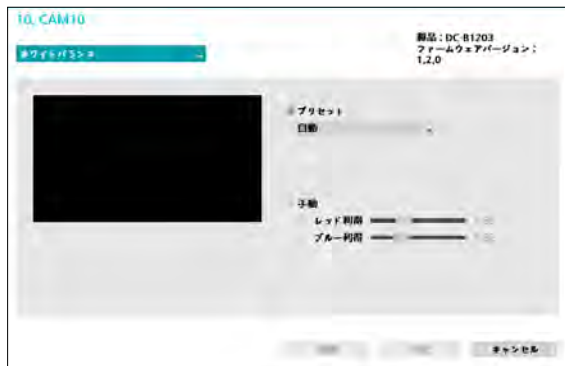 10, CAM10
製品：DC-B1203
ファームウェアバージョン：
1,2,0
ホワイトバランス
プリセット
自動
手動
レッド利得
ブルー利得
キャンセル